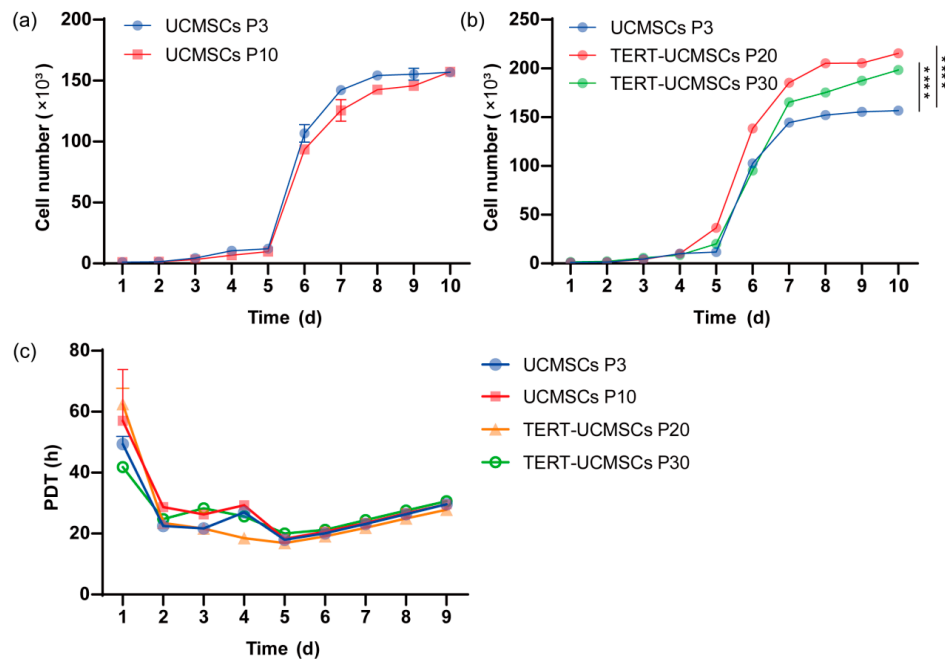 (a)
UCMSCs P3
UCMSCs P10
Cell number (×10³)
200
150
100
50
0
1 2 3 4 5 6 7 8 9 10
Time (d)
(b)
UCMSCs P3
TERT-UCMSCs P20
TERT-UCMSCs P30
Cell number (×10³)
250
200
150
100
50
0
1 2 3 4 5 6 7 8 9 10
Time (d)
****
****
(c)
UCMSCs P3
UCMSCs P10
TERT-UCMSCs P20
TERT-UCMSCs P30
PDT (h)
80
60
40
20
0
1 2 3 4 5 6 7 8 9
Time (d)